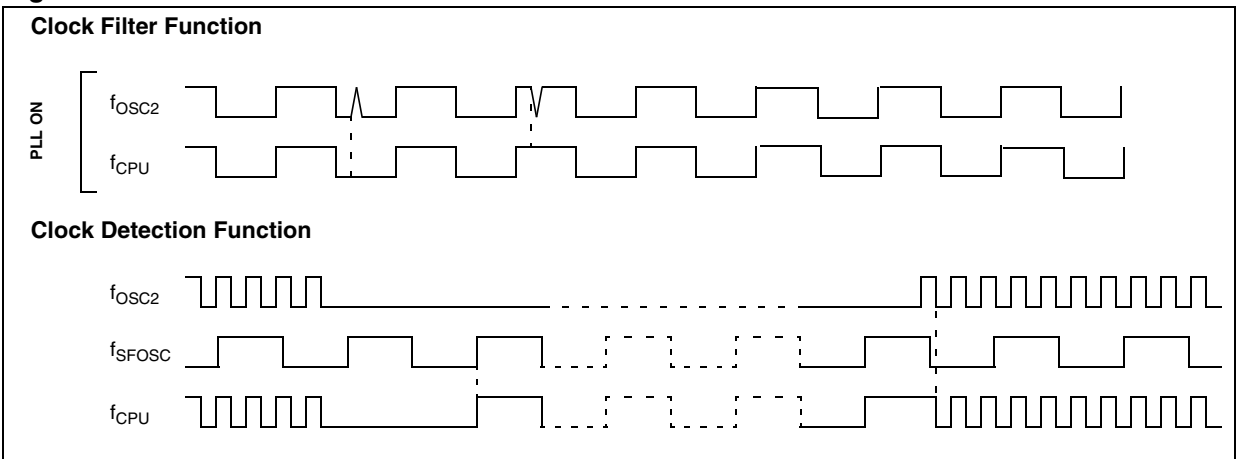 Clock Filter Function
PLL ON
fOSC2
fCPU
Clock Detection Function
fOSC2
fSFOSC
fCPU